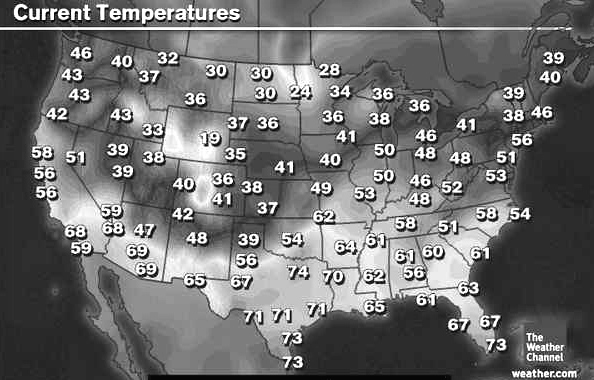 Current Temperatures
46 40 32 39
43 37 30 30 28 40
43 36 30 24 34 36 39
42 43 33 37 36 36 38 36 41 38 46
19 41 46 56
58 51 39 38 35 41 40 50 48 48 51
56 39 40 36 38 49 53 50 46 52 53
56 41 48
59 42 37 62 58 58 54
68 68 47 48 39 54 64 61 51
59 69 56 61 60 61
69 65 67 74 70 62 56
71 71 71 65 61 63
73 67 67
73 73
The
Weather
Channel
weather.com